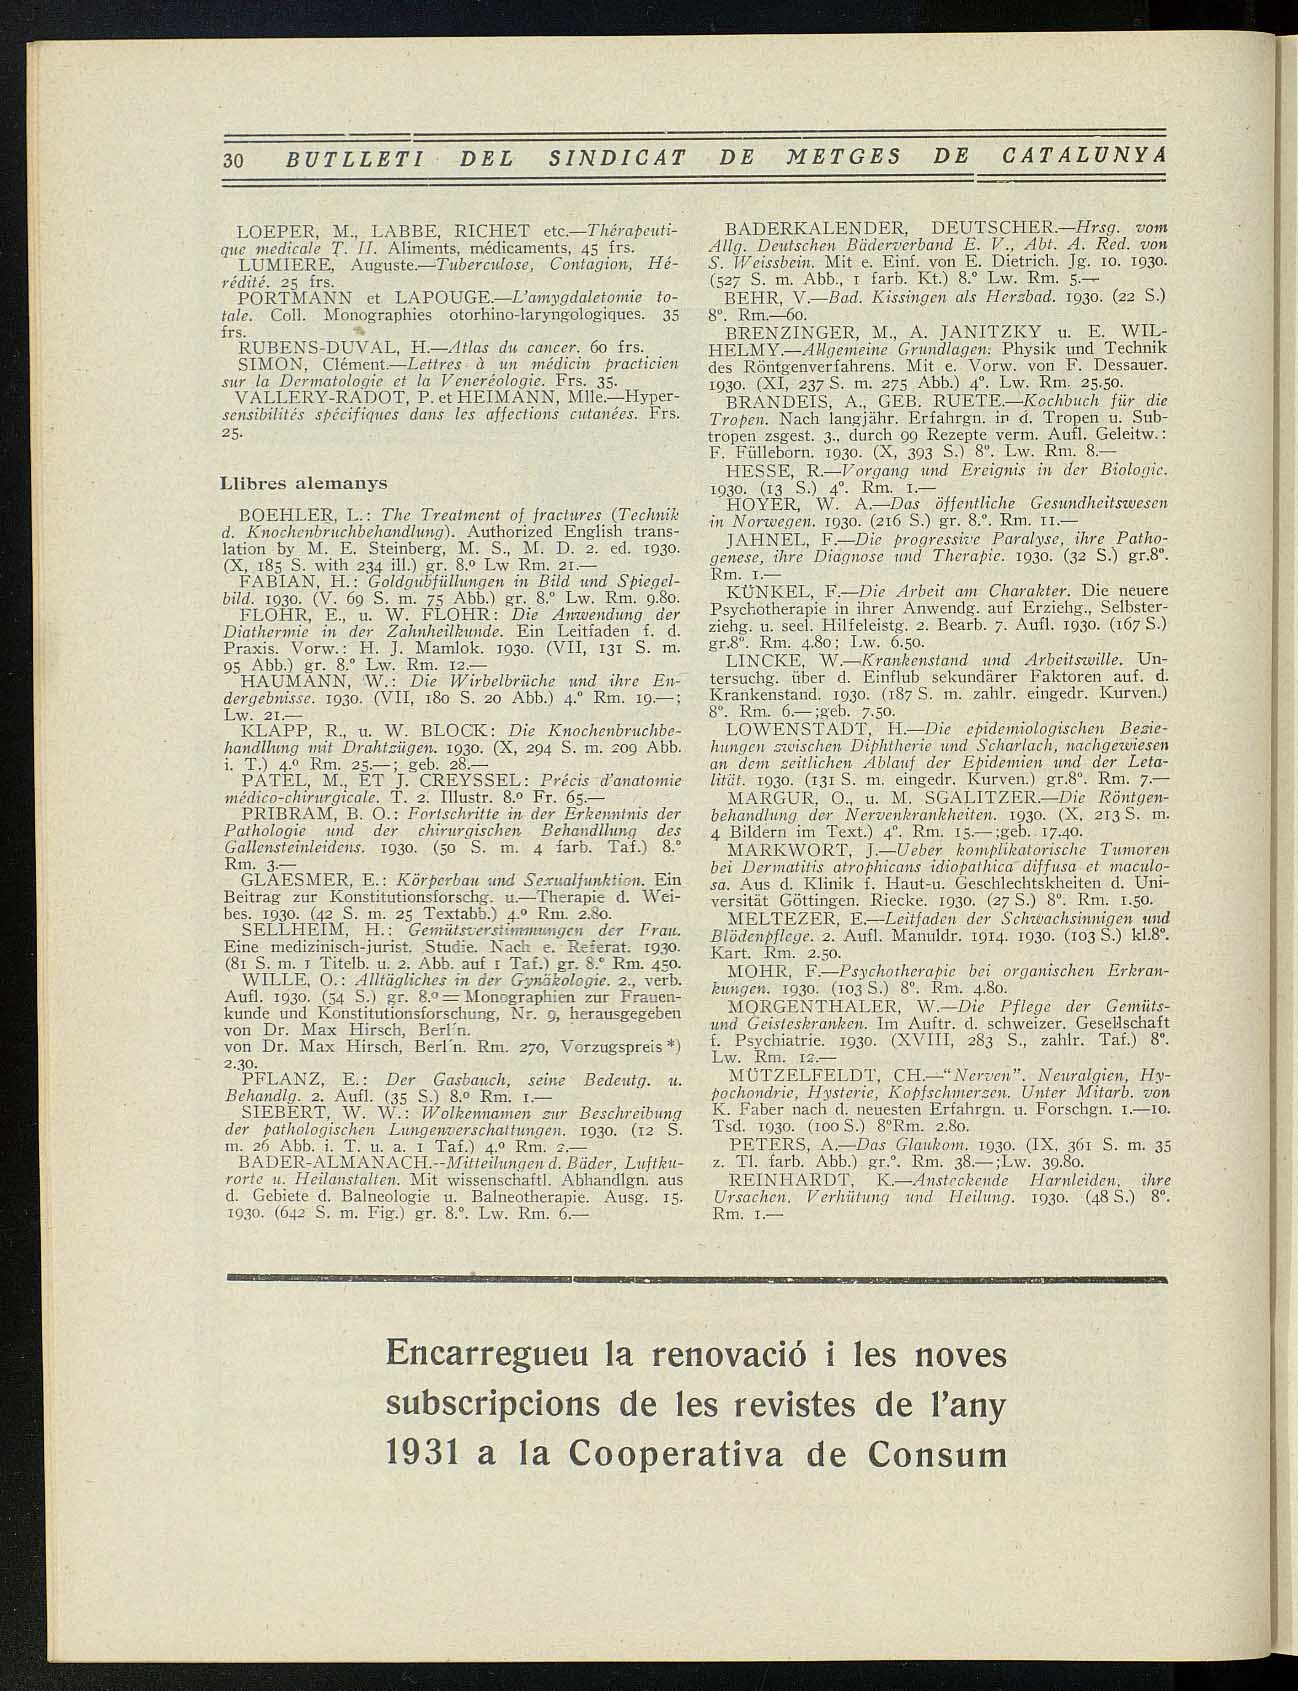 30 BUTLLETI DEL SINDICAT DE METGES DE CATALUNYA
LOEPER, M., LABBE, RICHET etc.—Thérapeuti-
que medicale T. II. Aliments, médicaments, 45 frs.
LUMIERE, Auguste.—Tuberculose, Contagion, Hé-
rédité. 25 frs.
PORTMANN et LAPOUGE.—L'amygdaletomie to-
tale. Coll. Monographies otorhino-laryngologiques. 35
frs.
RUBENS-DUVAL, H.—Atlas du cancer. 60 frs.
SIMON, Clément.—Lettres à un médicin practicien
sur la Dermatologie et la Venereólogie. Frs. 35.
VALLERY-RADOT, P. et HEIMANN, Mlle.—Hyper-
sensibilités spécifiques dans les affections cutanées. Frs.
25.
Llibres alemanys
BOEHLER, L.: The Treatment of fractures (Technik
d. Knochenbruchbehandlung). Authorized English trans-
lation by M. E. Steinberg, M. S., M. D. 2. ed. 1930.
(X, 185 S. with 234 ill.) gr. 8.º Lw Rm. 21.—
FABIAN, H.: Goldgubfüllungen in Bild und Spiegel-
bild. 1930. (V. 69 S. m. 75 Abb.) gr. 8.º Lw. Rm. 9.80.
FLOHR, E., u. W. FLOHR: Die Anwendung der
Diathermie in der Zahnheilkunde. Ein Leitfaden f. d.
Praxis. Vorw.: H. J. Mamlok. 1930. (VII, 131 S. m.
95 Abb.) gr. 8.º Lw. Rm. 12.—
HAUMANN, W.: Die Wirbelbrüche und ihre En-
dergebnisse. 1930. (VII, 180 S. 20 Abb.) 4.º Rm. 19.—;
Lw. 21.—
KLAPP, R., u. W. BLOCK: Die Knochenbruchbe-
handllung mit Drahtzügen. 1930. (X, 294 S. m. 209 Abb.
i. T.) 4.º Rm. 25.—; geb. 28.—
PATEL, M., ET J. CREYSSEL: Précis d'anatomie
médico-chirurgicale. T. 2. Illustr. 8.º Fr. 65.—
PRIBRAM, B. O.: Fortschritte in der Erkenntnis der
Pathologie und der chirurgischen Behandllung des
Gallensteinleidens. 1930. (50 S. m. 4 farb. Taf.) 8.º
Rm. 3.—
GLAESMER, E.: Körperbau und Sexualfunktion. Ein
Beitrag zur Konstitutionsforschg. u.—Therapie d. Wei-
bes. 1930. (42 S. m. 25 Textabb.) 4.º Rm. 2.80.
SELLHEIM, H.: Gemütsverstimmungen der Frau.
Eine medizinisch-jurist. Studie. Nach e. Referat. 1930.
(81 S. m. 1 Titelb. u. 2. Abb. auf 1 Taf.) gr. 8.º Rm. 450.
WILLE, O.: Alltägliches in der Gynäkologie. 2., verb.
Aufl. 1930. (54 S.) gr. 8.º = Monographien zur Frauen-
kunde und Konstitutionsforschung, Nr. 9, herausgegeben
von Dr. Max Hirsch, Berl'n.
von Dr. Max Hirsch, Berl'n. Rm. 270, Vorzugspreis *)
2.30.
PFLANZ, E.: Der Gasbauch, seine Bedeutg. u.
Behandlg. 2. Aufl. (35 S.) 8.º Rm. 1.—
SIEBERT, W. W.: Wolkennamen zur Beschreibung
der pathologischen Lungenverschattungen. 1930. (12 S.
m. 26 Abb. i. T. u. a. 1 Taf.) 4.º Rm. 2.—
BADER-ALMANACH.--Mitteilungen d. Bäder, Luftku-
rorte u. Heilanstalten. Mit wissenschaftl. Abhandlgn. aus
d. Gebiete d. Balneologie u. Balneotherapie. Ausg. 15.
1930. (642 S. m. Fig.) gr. 8.º. Lw. Rm. 6.—
BADERKALENDER, DEUTSCHER.—Hrsg. vom
Allg. Deutschen Bäderverband E. V., Abt. A. Red. von
S. Weissbein. Mit e. Einf. von E. Dietrich. Jg. 10. 1930.
(527 S. m. Abb., 1 farb. Kt.) 8.º Lw. Rm. 5.—
BEHR, V.—Bad. Kissingen als Herzbad. 1930. (22 S.)
8º. Rm.—60.
BRENZINGER, M., A. JANITZKY u. E. WIL-
HELMY.—Allgemeine Grundlagen: Physik und Technik
des Röntgenverfahrens. Mit e. Vorw. von F. Dessauer.
1930. (XI, 237 S. m. 275 Abb.) 4º. Lw. Rm. 25.50.
BRANDEIS, A., GEB. RUETE.—Kochbuch für die
Tropen. Nach langjähr. Erfahrgn. in d. Tropen u. Sub-
tropen zsgest. 3., durch 99 Rezepte verm. Aufl. Geleitw.:
F. Fülleborn. 1930. (X, 393 S.) 8º. Lw. Rm. 8.—
HESSE, R.—Vorgang und Ereignis in der Biologie.
1930. (13 S.) 4º. Rm. 1.—
HOYER, W. A.—Das öffentliche Gesundheitswesen
in Norwegen. 1930. (216 S.) gr. 8.º. Rm. 11.—
JAHNEL, F.—Die progressive Paralyse, ihre Patho-
genese, ihre Diagnose und Therapie. 1930. (32 S.) gr.8º.
Rm. 1.—
KÜNKEL, F.—Die Arbeit am Charakter. Die neuere
Psychotherapie in ihrer Anwendg. auf Erziehg., Selbster-
ziehg. u. seel. Hilfeleistg. 2. Bearb. 7. Aufl. 1930. (167 S.)
gr.8º. Rm. 4.80; Lw. 6.50.
LINCKE, W.—Krankenstand und Arbeitswille. Un-
tersuchg. über d. Einflub sekundärer Faktoren auf. d.
Krankenstand. 1930. (187 S. m. zahlr. eingedr. Kurven.)
8º. Rm. 6.—;geb. 7.50.
LOWENSTADT, H.—Die epidemiologischen Bezie-
hungen zwischen Diphtherie und Scharlach, nachgewiesen
an dem zeitlichen Ablauf der Epidemien und der Leta-
lität. 1930. (131 S. m. eingedr. Kurven.) gr.8º. Rm. 7.—
MARGUR, O., u. M. SGALITZER.—Die Röntgen-
behandlung der Nervenkrankheiten. 1930. (X, 213 S. m.
4 Bildern im Text.) 4º. Rm. 15.—;geb. 17.40.
MARKWORT, J.—Ueber komplikatorische Tumoren
bei Dermatitis atrophicans idiopathica diffusa et maculo-
sa. Aus d. Klinik f. Haut-u. Geschlechtskheiten d. Uni-
versität Göttingen. Riecke. 1930. (27 S.) 8º. Rm. 1.50.
MELTEZER, E.—Leitfaden der Schwachsinnigen und
Blödenpflege. 2. Aufl. Manuldr. 1914. 1930. (103 S.) kl.8º.
Kart. Rm. 2.50.
MOHR, F.—Psychotherapie bei organischen Erkran-
kungen. 1930. (103 S.) 8º. Rm. 4.80.
MORGENTHALER, W.—Die Pflege der Gemüts-
und Geisteskranken. Im Auftr. d. schweizer. Gesellschaft
f. Psychiatrie. 1930. (XVIII, 283 S., zahlr. Taf.) 8º.
Lw. Rm. 12.—
MÜTZELFELDT, CH.—"Nerven". Neuralgien, Hy-
pochondrie, Hysterie, Kopfschmerzen. Unter Mitarb. von
K. Faber nach d. neuesten Erfahrgn. u. Forschgn. 1.—10.
Tsd. 1930. (100 S.) 8ºRm. 2.80.
PETERS, A.—Das Glaukom. 1930. (IX, 361 S. m. 35
z. Tl. farb. Abb.) gr.º. Rm. 38.—;Lw. 39.80.
REINHARDT, K.—Ansteckende Harnleiden, ihre
Ursachen, Verhütung und Heilung. 1930. (48 S.) 8º.
Rm. 1.—
Encarregueu la renovació i les noves
subscripcions de les revistes de l'any
1931 a la Cooperativa de Consum